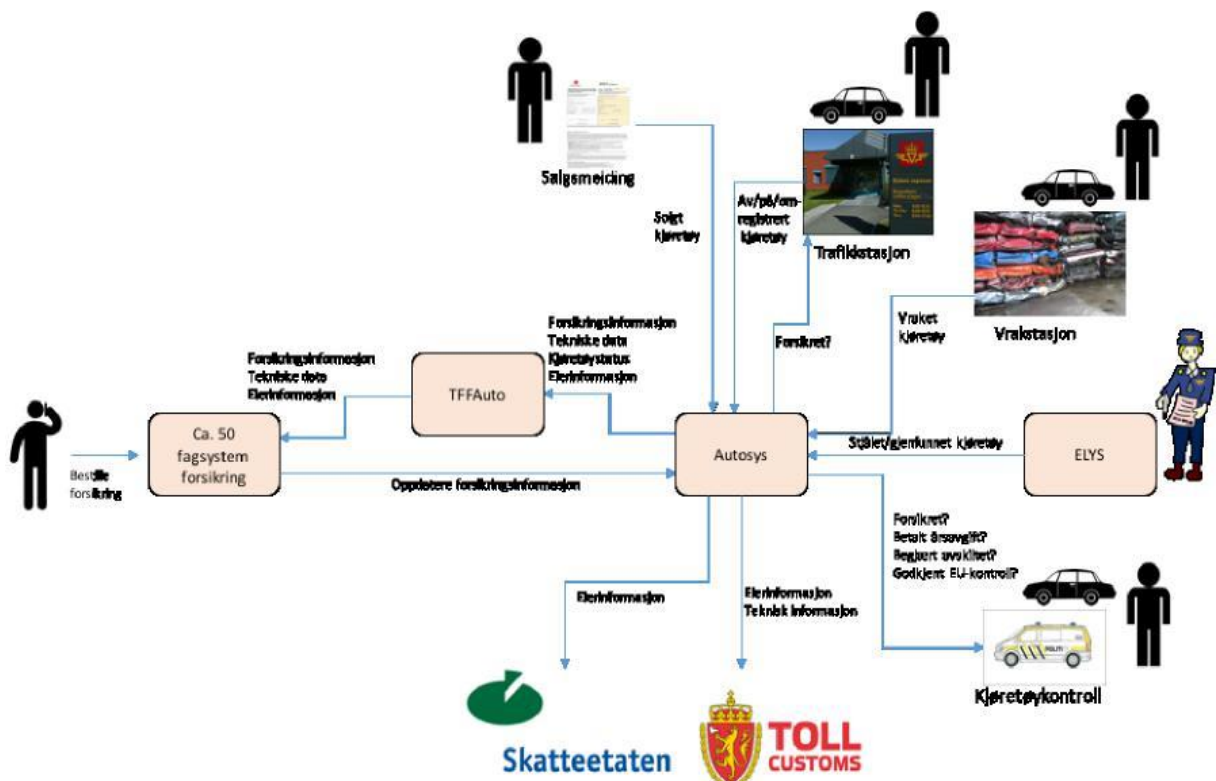 Salgsmelding
Solgt
kjøretøy
Av/på/om-
registrert
kjøretøy
Trafikkstasjon
Forsikret?
Vraket
kjøretøy
Vrakstasjon
Forsikringsinformasjon
Tekniske data
Kjøretøystatus
Eierinformasjon
Forsikringsinformasjon
Tekniske data
Eierinformasjon
TFFAuto
Bestille
forsikring
Ca. 50
fagsystem
forsikring
Oppdatere forsikringsinformasjon
Autosys
Stjålet/gjenfunnet kjøretøy
ELYS
Forsikret?
Betalt årsavgift?
Begjært avskiltet?
Godkjent EU-kontroll?
Eierinformasjon
Eierinformasjon
Teknisk informasjon
POLITI
Kjøretøykontroll
Skatteetaten
TOLL
CUSTOMS